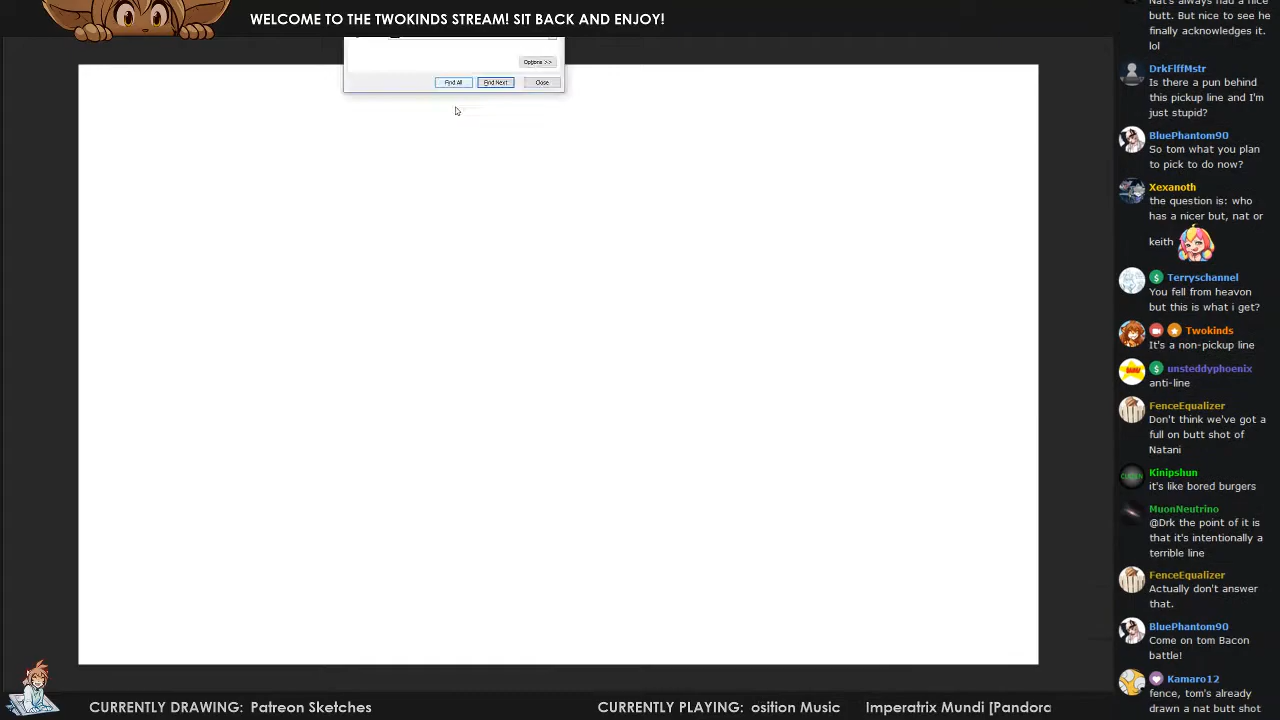 WELCOME TO THE TWOKINDS STREAM! SIT BACK AND ENJOY!
Options >>
Find All
Find Next
Close
Nat's always had a nice
butt. But nice to see he
finally acknowledges it.
lol
DrkFlffMstr
Is there a pun behind
this pickup line and I'm
just stupid?
BluePhantom90
So tom what you plan
to pick to do now?
Xexanoth
the question is: who
has a nicer but, nat or
keith
Terryschannel
You fell from heaven
but this is what i get?
Twokinds
It's a non-pickup line
unsteddyphoenix
anti-line
FenceEqualizer
Don't think we've got a
full on butt shot of
Natani
Kinipshun
it's like bored burgers
MuonNeutrino
@Drk the point of it is
that it's intentionally a
terrible line
FenceEqualizer
Actually don't answer
that.
BluePhantom90
Come on tom Bacon
battle!
Kamaro12
fence, tom's already
drawn a nat butt shot
CURRENTLY DRAWING: Patreon Sketches
CURRENTLY PLAYING: osition Music Imperatrix Mundi [Pandora